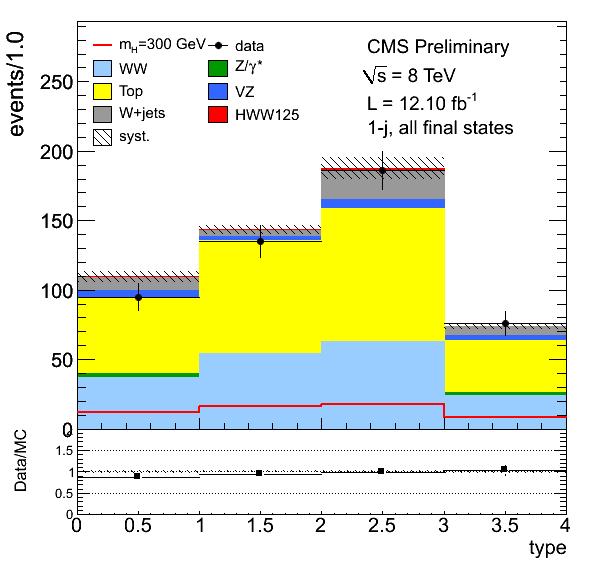 events/1.0
m_H=300 GeV
data
WW
Z/γ*
Top
VZ
W+jets
HWW125
syst.
CMS Preliminary
√s = 8 TeV
L = 12.10 fb⁻¹
1-j, all final states
250
200
150
100
50
0
Data/MC
2
1.5
1
0.5
0
0 0.5 1 1.5 2 2.5 3 3.5 4
type